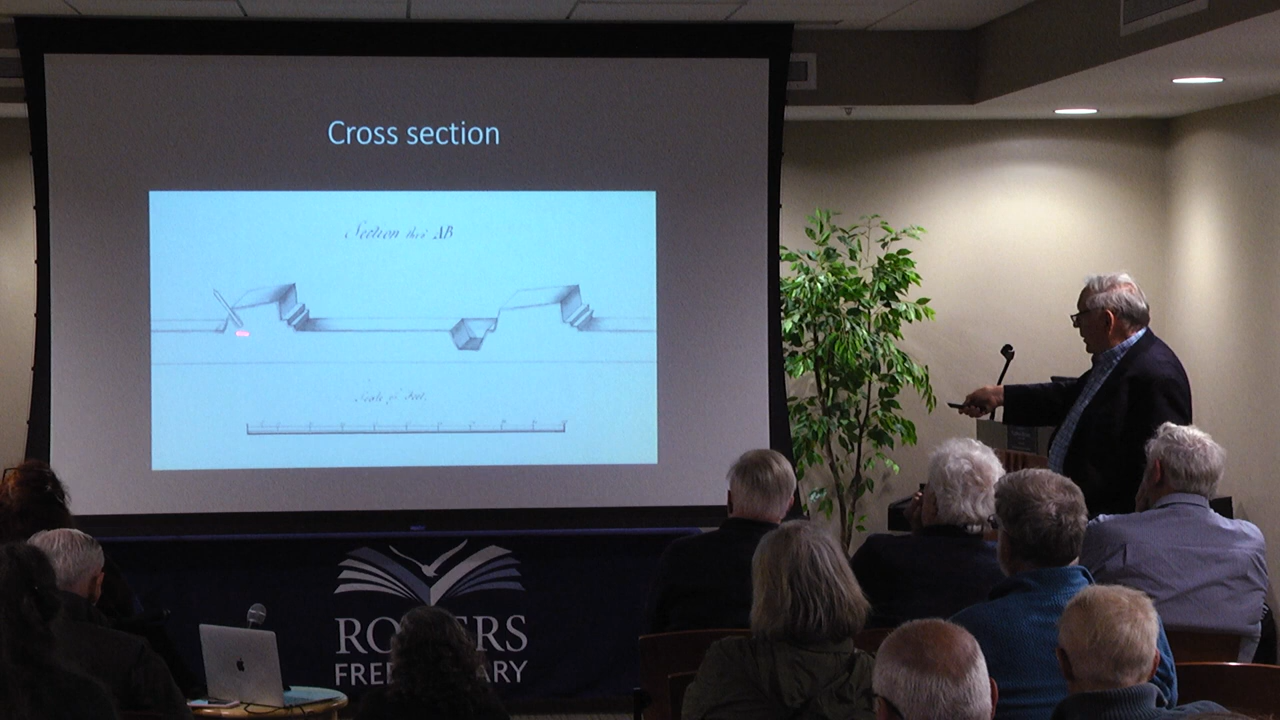 Cross section
Section thro' AB
Scale of Feet.
ROGERS
FREE LIBRARY